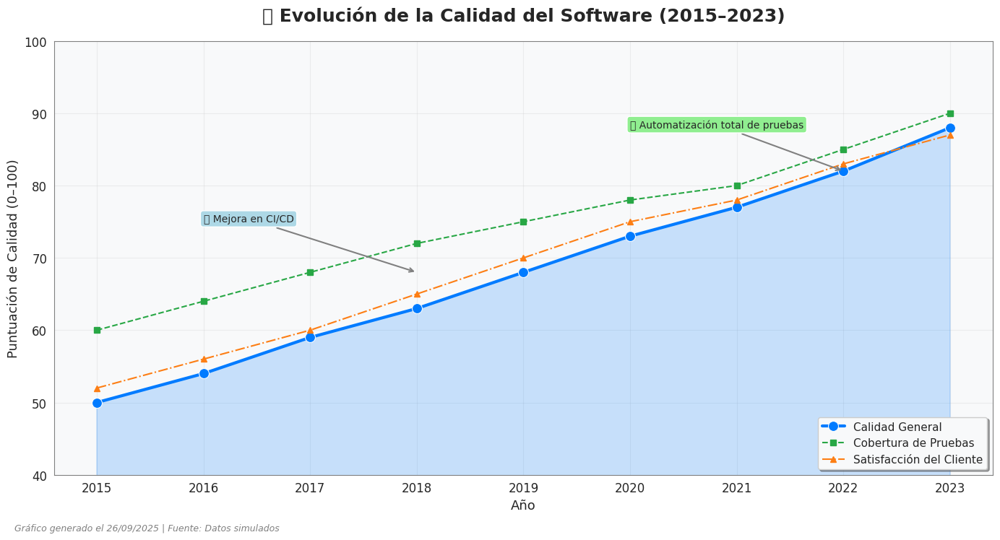 Evolución de la Calidad del Software (2015–2023)
Puntuación de Calidad (0–100)
100
90
80
70
60
50
40
Automatización total de pruebas
Mejora en CI/CD
Calidad General
Cobertura de Pruebas
Satisfacción del Cliente
2015 2016 2017 2018 2019 2020 2021 2022 2023
Año
Gráfico generado el 26/09/2025 | Fuente: Datos simulados